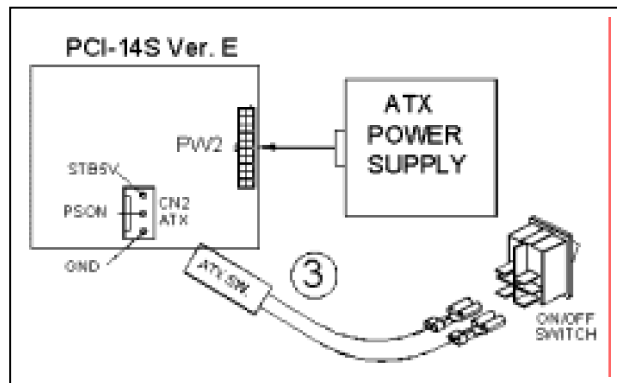 PCI-14S Ver. E
PW2
ATX
POWER
SUPPLY
STB5V
PSON
CN2
ATX
GND
ATX SW.
3
ON/OFF
SWITCH